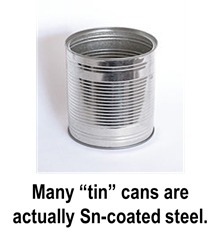 Many “tin” cans are
actually Sn-coated steel.